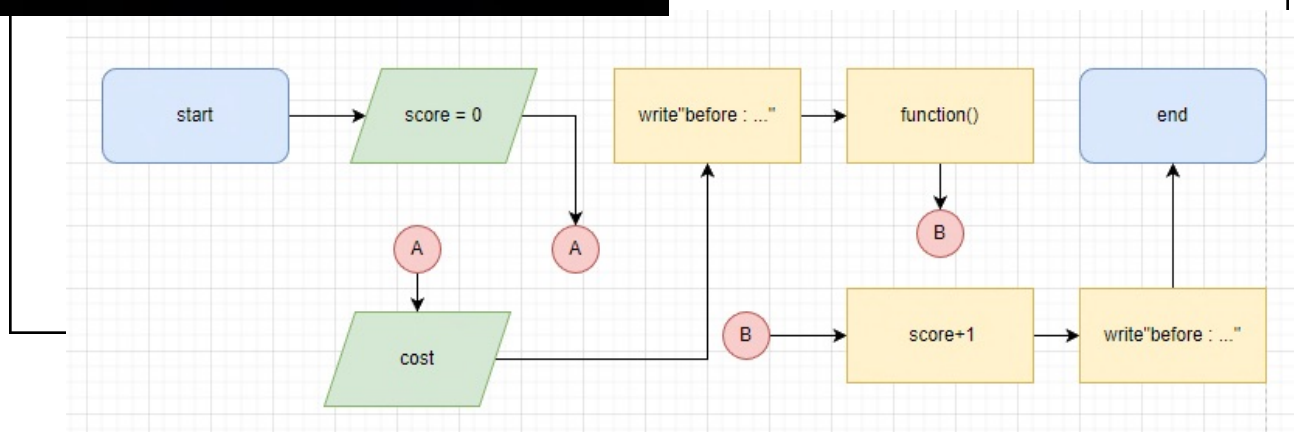 start
score = 0
write"before : ..."
function()
end
A
A
B
cost
B
score+1
write"before : ..."